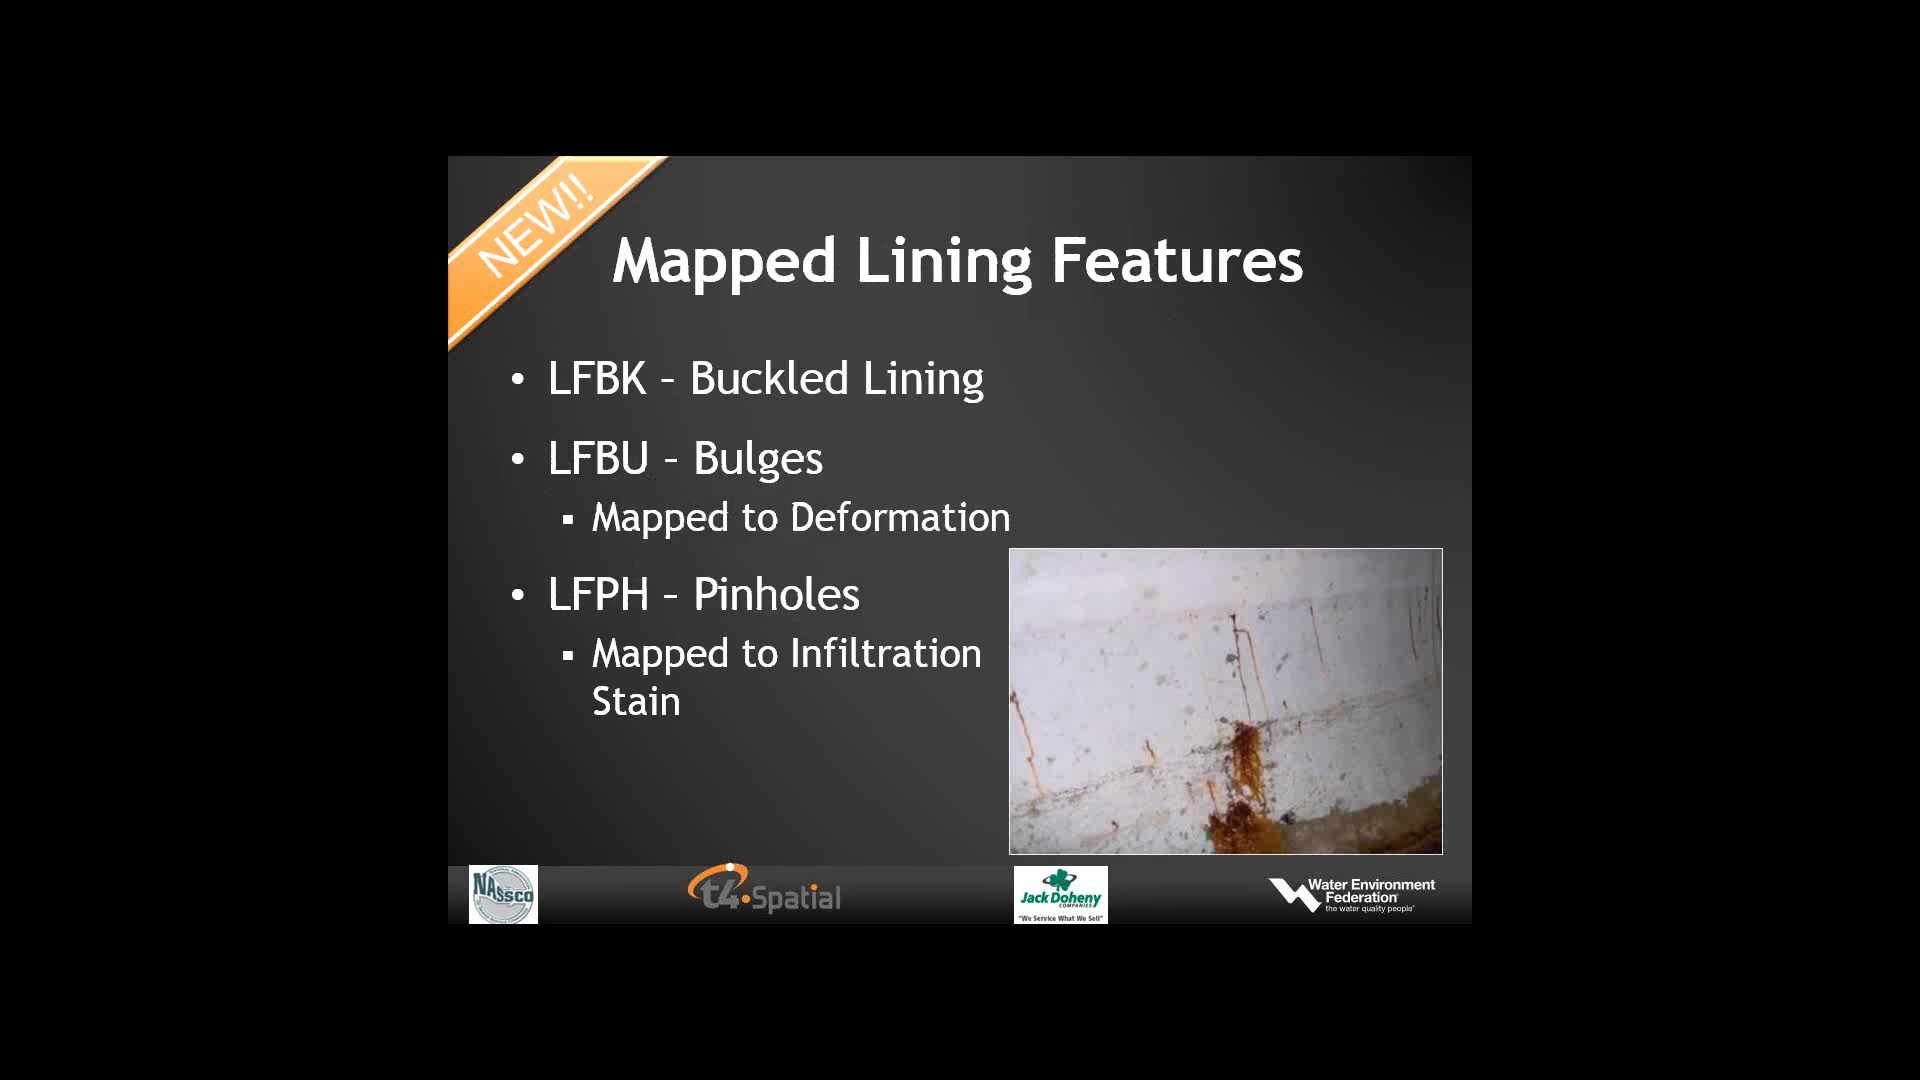 NEW!!
Mapped Lining Features
• LFBK – Buckled Lining
• LFBU – Bulges
▪ Mapped to Deformation
• LFPH – Pinholes
▪ Mapped to Infiltration
Stain
NASSCO
t4 Spatial
Jack Doheny
COMPANIES
"We Service What We Sell"
Water Environment
Federation
the water quality people